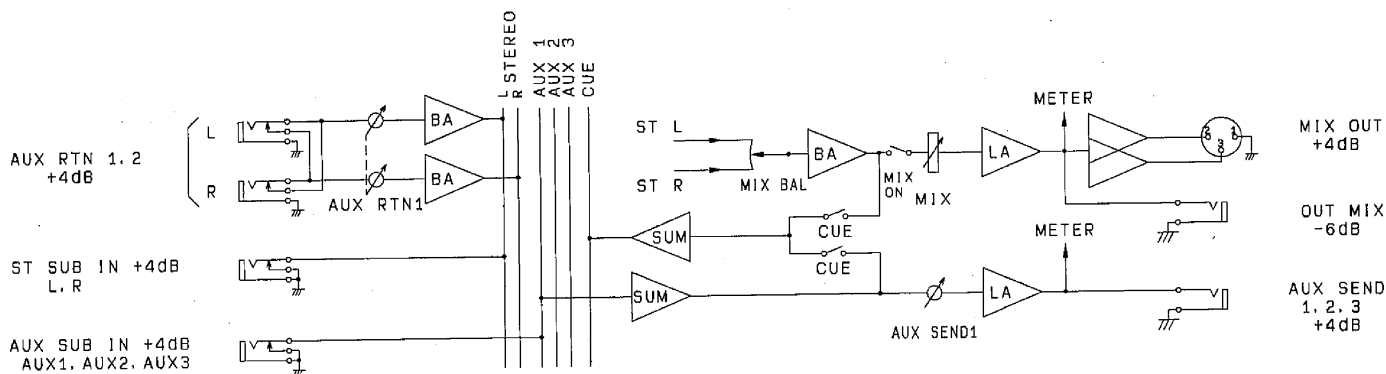 AUX RTN 1, 2
+4dB
L
R
AUX RTN1
BA
BA
L STEREO
R
AUX 1
AUX 2
AUX 3
CUE
ST SUB IN +4dB
L, R
AUX SUB IN +4dB
AUX1, AUX2, AUX3
ST L
ST R
MIX BAL
BA
MIX
ON
MIX
LA
METER
2
1
3
MIX OUT
+4dB
OUT MIX
-6dB
SUM
CUE
CUE
SUM
AUX SEND1
LA
METER
AUX SEND
1, 2, 3
+4dB